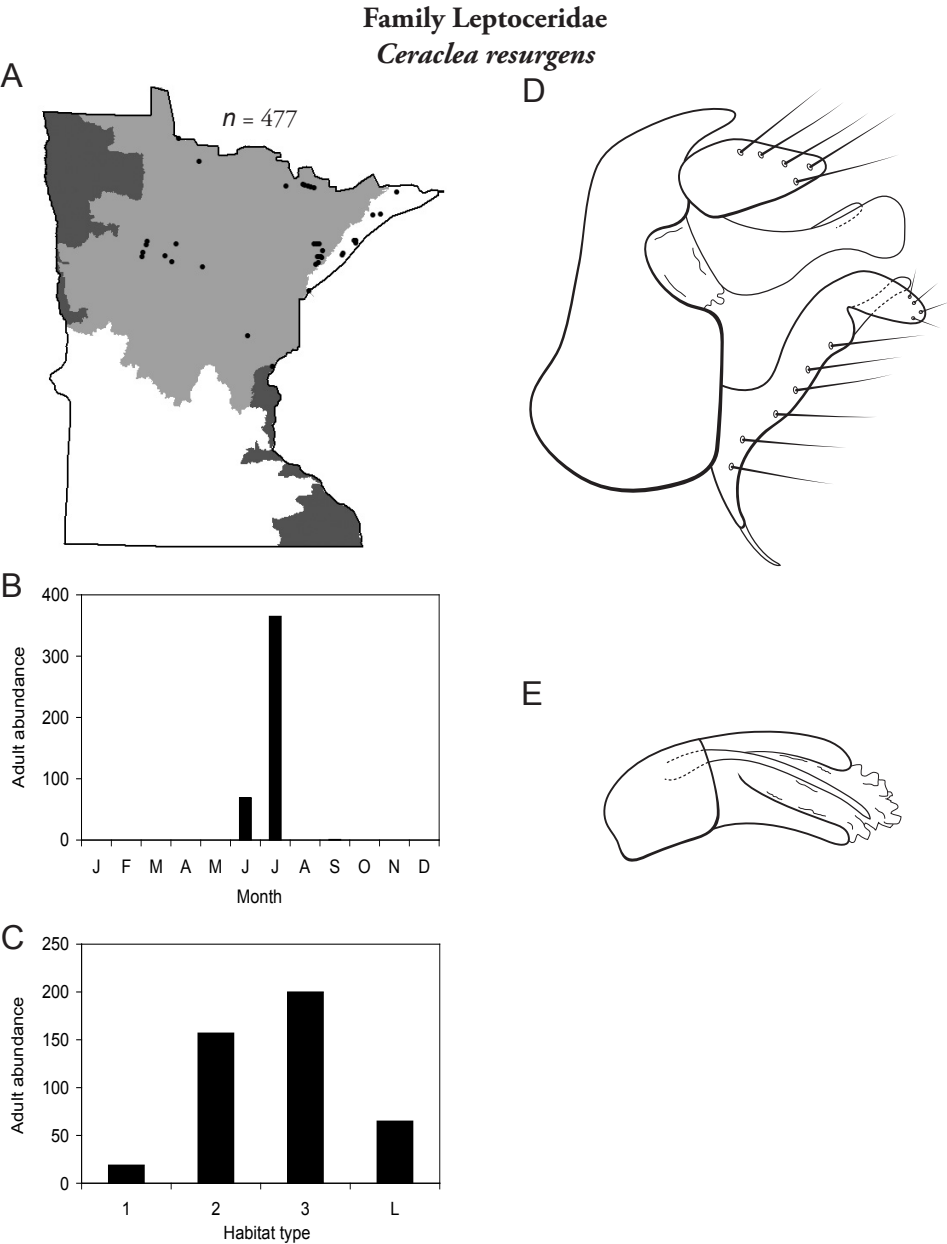 Family Leptoceridae
Ceraclea resurgens
A
n = 477
D
B
Adult abundance
400
300
200
100
0
J F M A M J J A S O N D
Month
E
C
Adult abundance
250
200
150
100
50
0
1 2 3 L
Habitat type